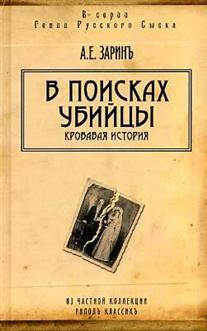 В серии
Гении Русского Сыска
А.Е. ЗАРИНЪ
В ПОИСКАХ
УБИЙЦЫ
КРОВАВАЯ ИСТОРИЯ
ИЗ ЧАСТНОЙ КОЛЛЕКЦИИ
РИПОЛЪ КЛАССИКЪ